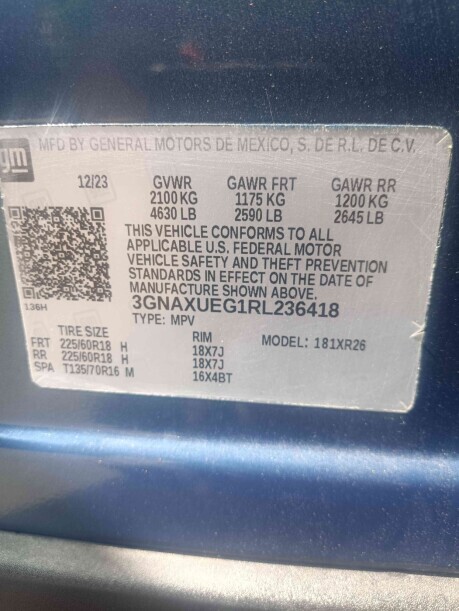 gm
MFD BY GENERAL MOTORS DE MEXICO, S. DE R.L. DE C.V.
12/23 GVWR GAWR FRT GAWR RR
2100 KG 1175 KG 1200 KG
4630 LB 2590 LB 2645 LB
THIS VEHICLE CONFORMS TO ALL
APPLICABLE U.S. FEDERAL MOTOR
VEHICLE SAFETY AND THEFT PREVENTION
STANDARDS IN EFFECT ON THE DATE OF
MANUFACTURE SHOWN ABOVE.
136H
3GNAXUEG1RL236418
TYPE: MPV
TIRE SIZE RIM MODEL: 181XR26
FRT 225/60R18 H 18X7J
RR 225/60R18 H 18X7J
SPA T135/70R16 M 16X4BT